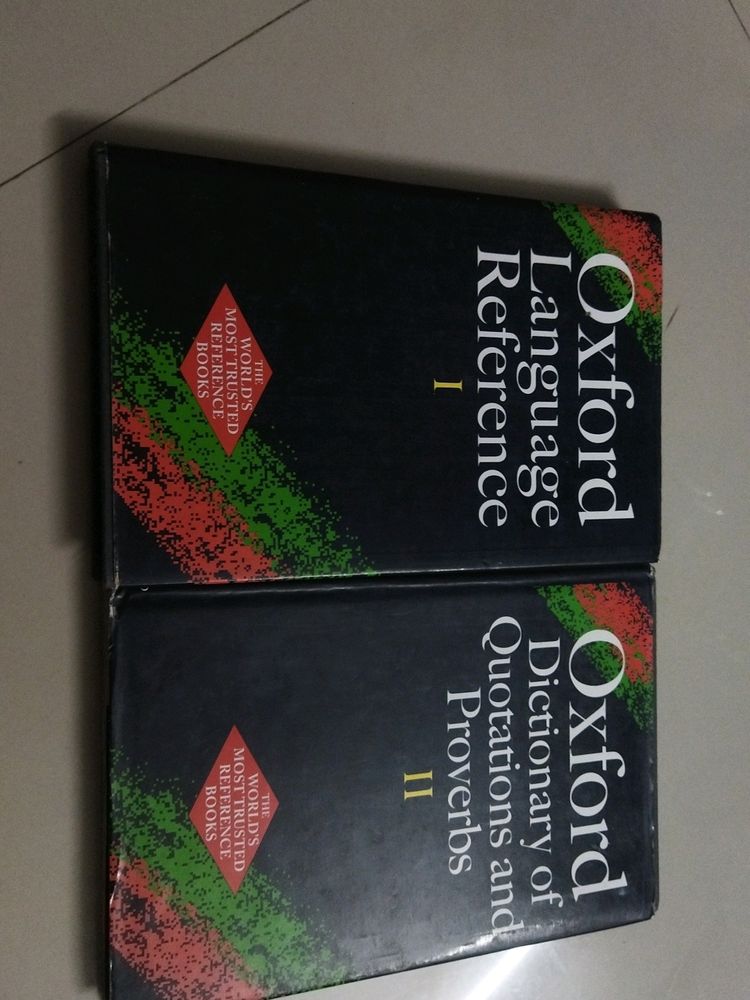 Oxford
Language
Reference
I
THE
WORLD'S
MOST TRUSTED
REFERENCE
BOOKS
Oxford
Dictionary of
Quotations and
Proverbs
II
THE
WORLD'S
MOST TRUSTED
REFERENCE
BOOKS